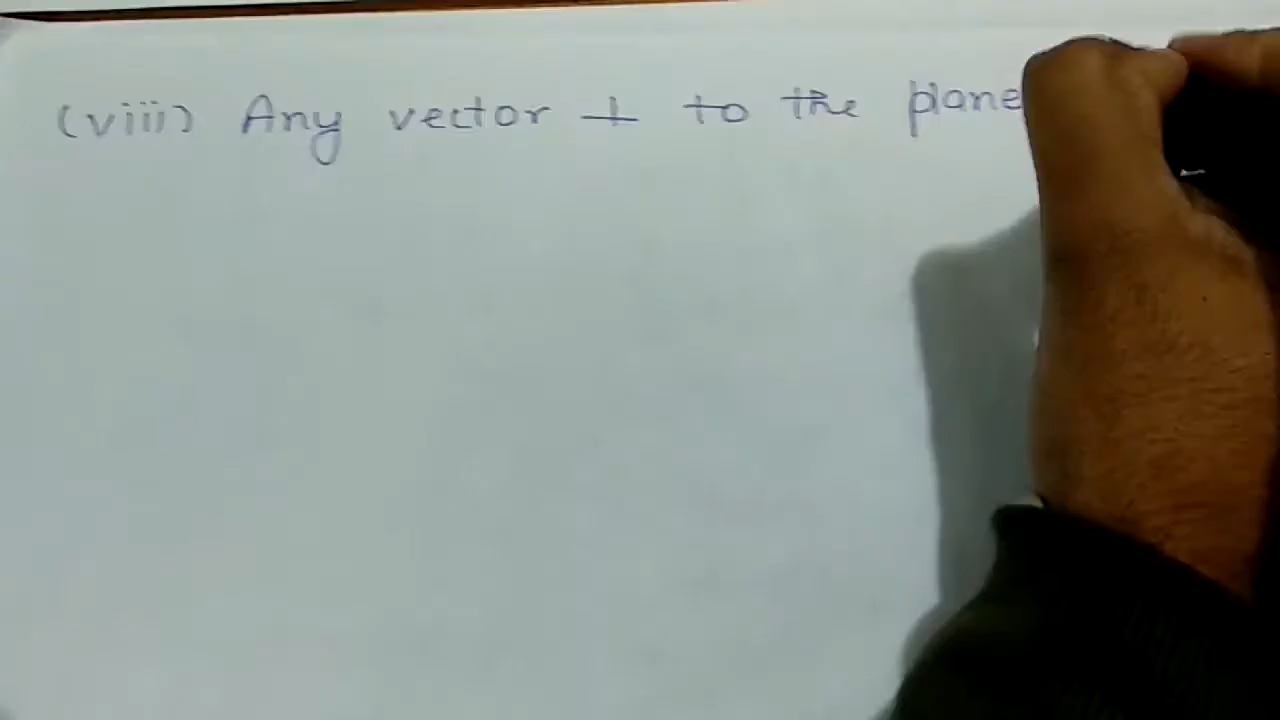 (viii) Any vector ⊥ to the plane